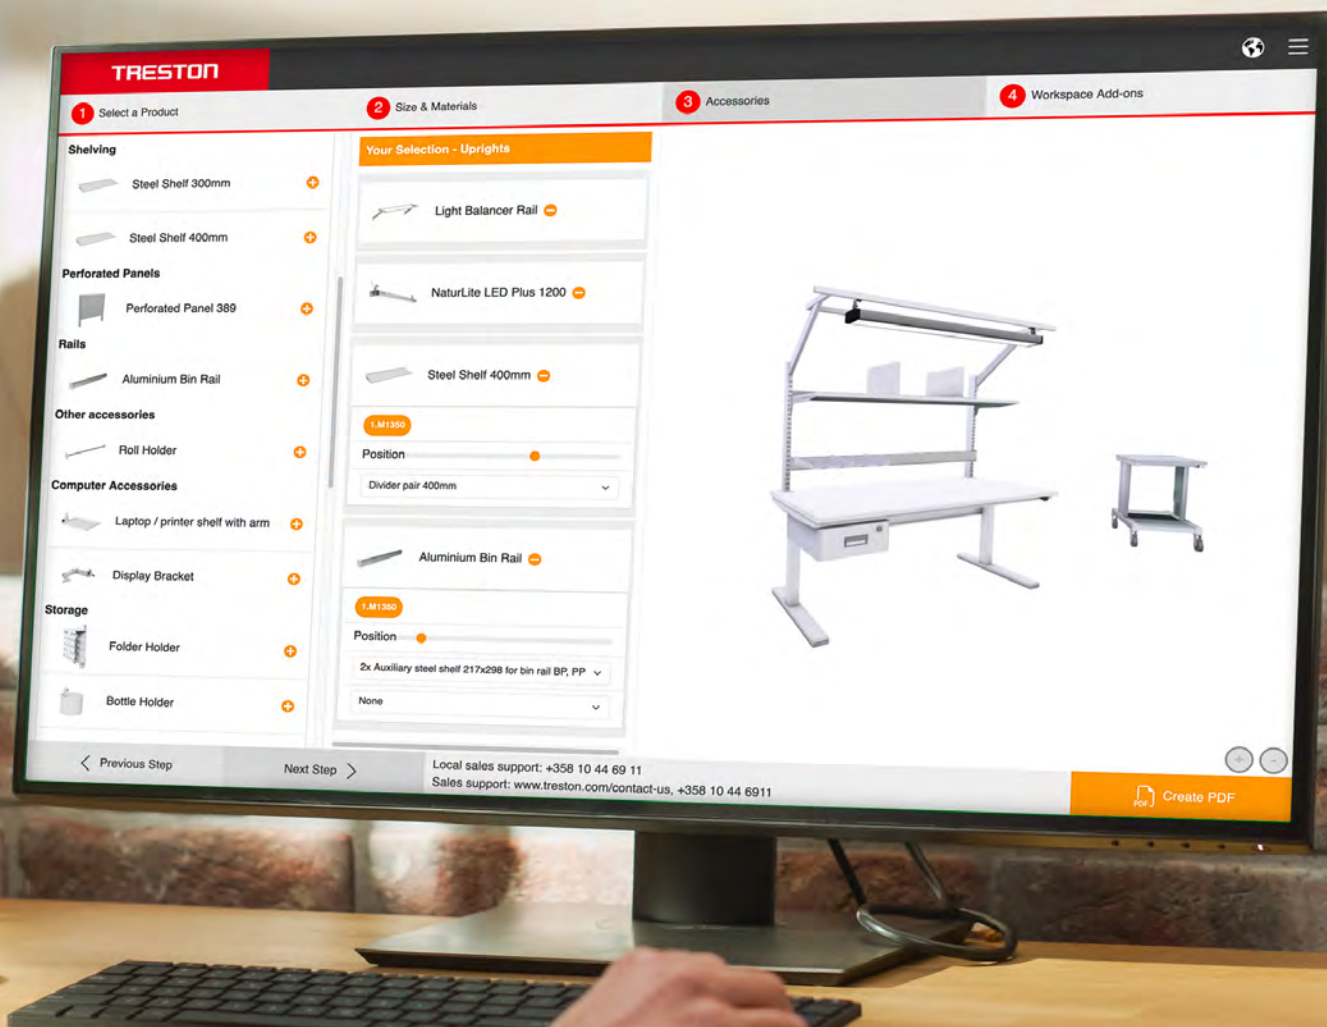 TRESTON
1 Select a Product
2 Size & Materials
3 Accessories
4 Workspace Add-ons
Shelving
Steel Shelf 300mm
Steel Shelf 400mm
Perforated Panels
Perforated Panel 389
Rails
Aluminium Bin Rail
Other accessories
Roll Holder
Computer Accessories
Laptop / printer shelf with arm
Display Bracket
Storage
Folder Holder
Bottle Holder
Your Selection - Uprights
Light Balancer Rail
NaturLite LED Plus 1200
Steel Shelf 400mm
1.M1350
Position
Divider pair 400mm
Aluminium Bin Rail
1.M1350
Position
2x Auxiliary steel shelf 217x298 for bin rail BP, PP
None
Previous Step
Next Step
Local sales support: +358 10 44 69 11
Sales support: www.treston.com/contact-us, +358 10 44 6911
PDF
Create PDF